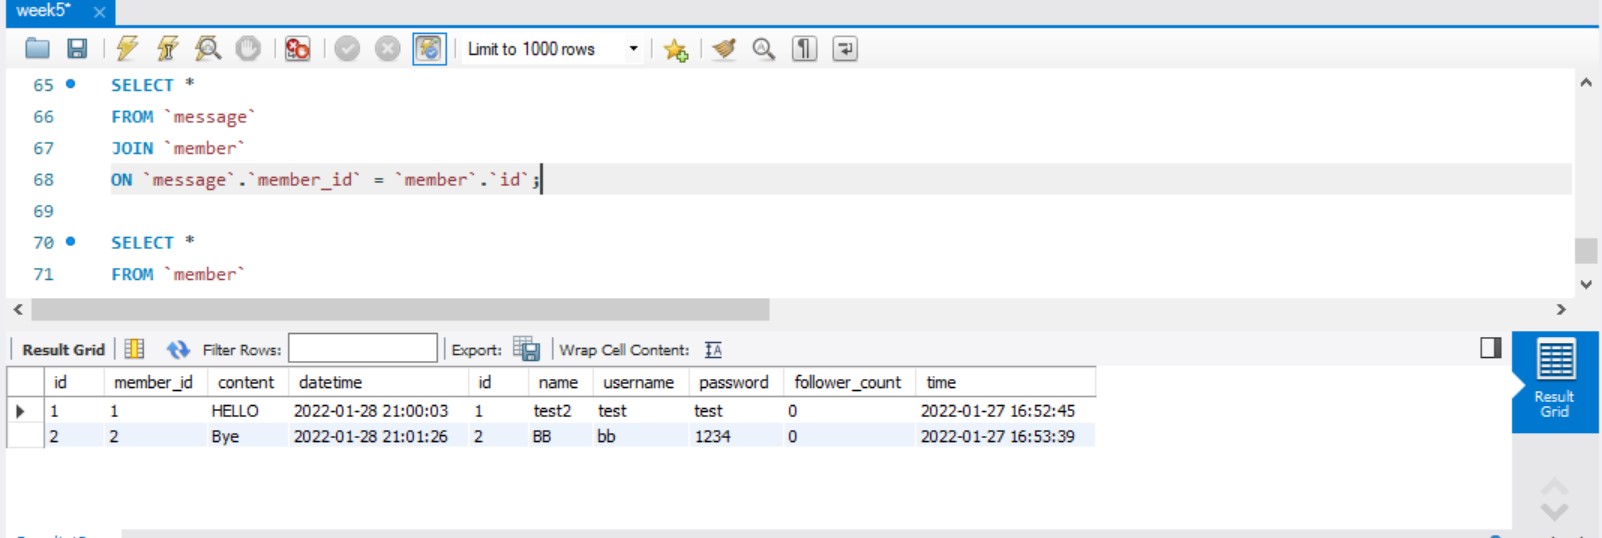 week5* ×
Limit to 1000 rows
65 SELECT *
66 FROM `message`
67 JOIN `member`
68 ON `message`.`member_id` = `member`.`id`;
69
70 SELECT *
71 FROM `member`
Result Grid Filter Rows: Export: Wrap Cell Content: IA
id member_id content datetime id name username password follower_count time
1 1 HELLO 2022-01-28 21:00:03 1 test2 test test 0 2022-01-27 16:52:45
2 2 Bye 2022-01-28 21:01:26 2 BB bb 1234 0 2022-01-27 16:53:39
Result
Grid